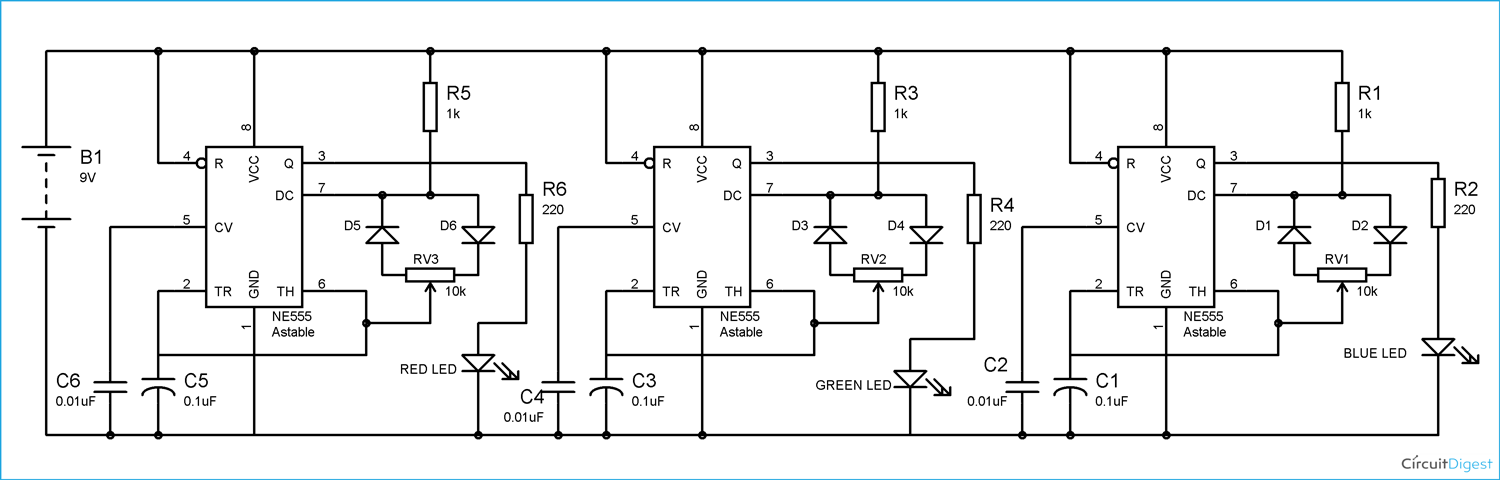 B1
9V
4
R
8
VCC
Q
3
DC
7
5
CV
2
TR
GND
1
TH
6
NE555
Astable
R5
1k
D5
D6
RV3
10k
R6
220
RED LED
C6
0.01uF
C5
0.1uF
4
R
8
VCC
Q
3
DC
7
5
CV
2
TR
GND
1
TH
6
NE555
Astable
R3
1k
D3
D4
RV2
10k
R4
220
GREEN LED
C4
0.01uF
C3
0.1uF
4
R
8
VCC
Q
3
DC
7
5
CV
2
TR
GND
1
TH
6
NE555
Astable
R1
1k
D1
D2
RV1
10k
R2
220
BLUE LED
C2
0.01uF
C1
0.1uF
CircuitDigest